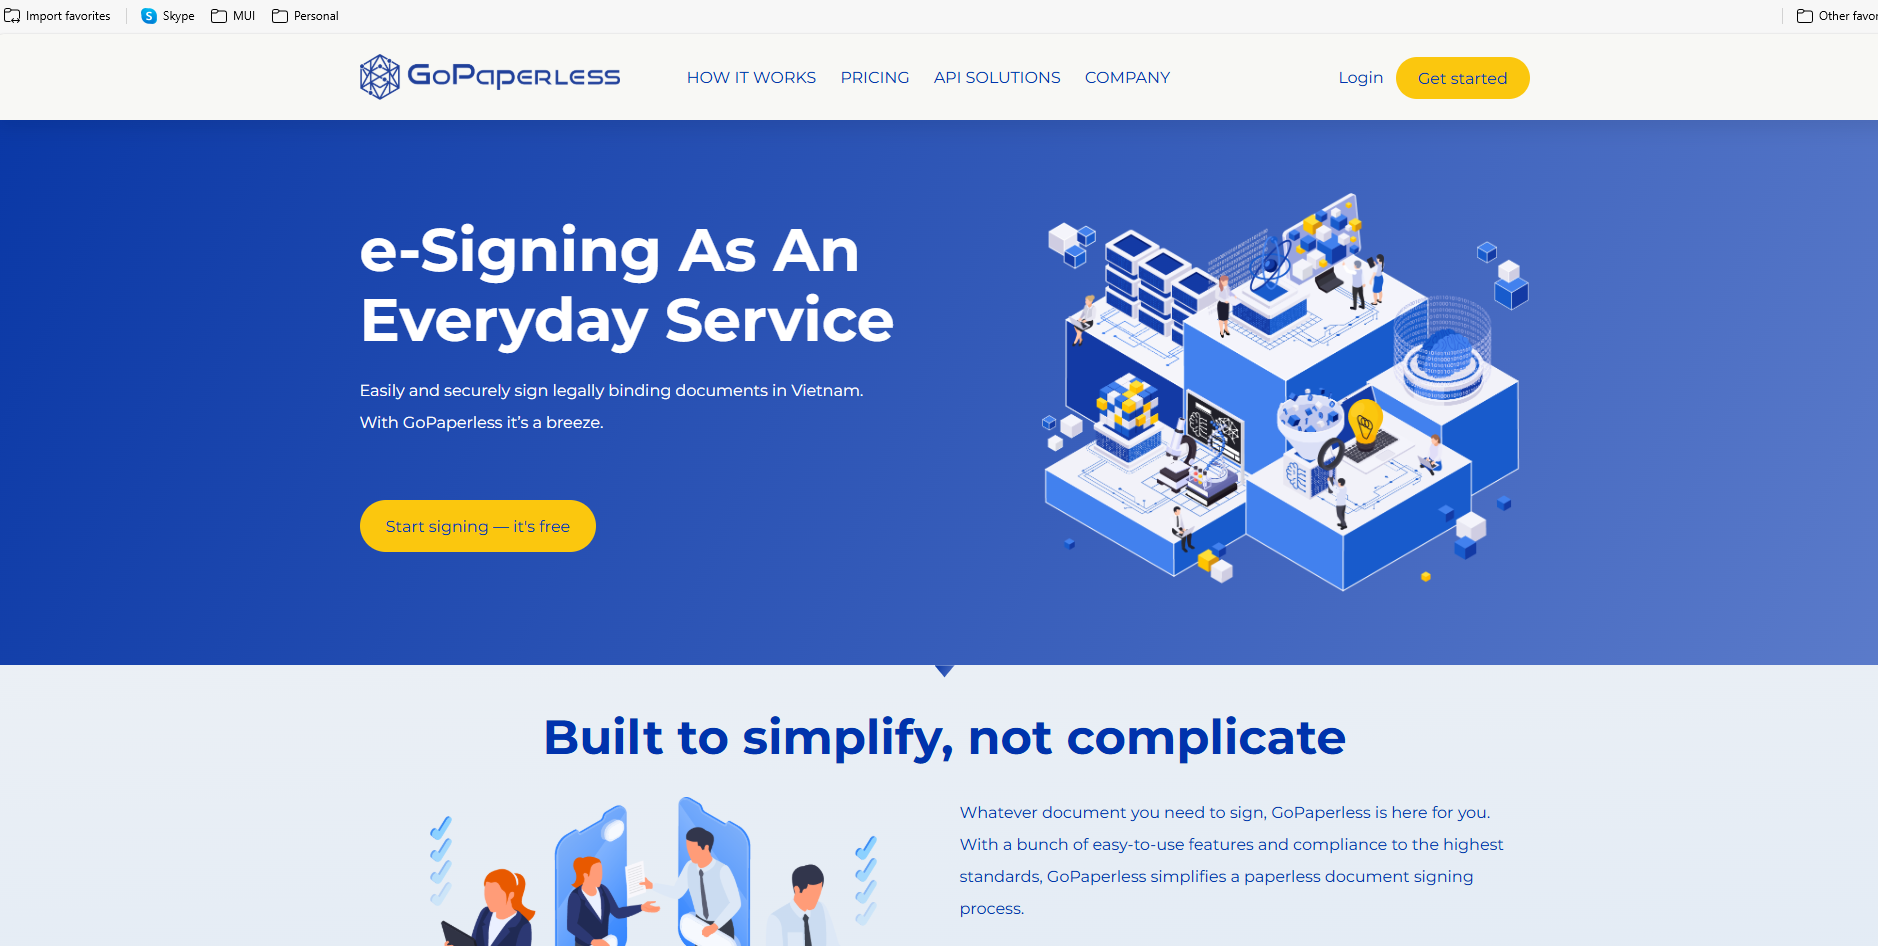 Import favorites
Skype
MUI
Personal
Other favor
GoPaperless
HOW IT WORKS
PRICING
API SOLUTIONS
COMPANY
Login
Get started
e-Signing As An
Everyday Service
Easily and securely sign legally binding documents in Vietnam.
With GoPaperless it's a breeze.
Start signing — it's free
Built to simplify, not complicate
Whatever document you need to sign, GoPaperless is here for you.
With a bunch of easy-to-use features and compliance to the highest
standards, GoPaperless simplifies a paperless document signing
process.